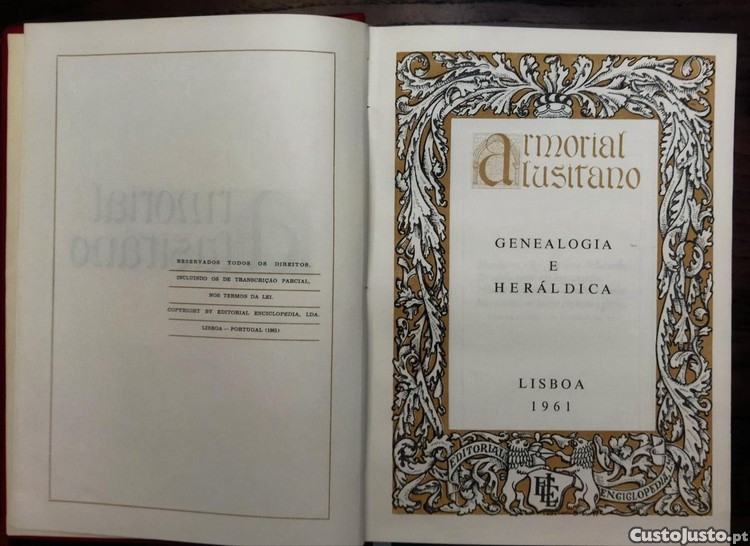 RESERVADOS TODOS OS DIREITOS,
INCLUINDO OS DE TRANSCRIÇÃO PARCIAL,
NOS TERMOS DA LEI.
COPYRIGHT BY EDITORIAL ENCICLOPEDIA, LDA.
LISBOA — PORTUGAL (1961)
Armorial
lusitano
GENEALOGIA
E
HERÁLDICA
LISBOA
1961
EDITORIAL
ENCICLOPEDIA
CustoJusto.pt